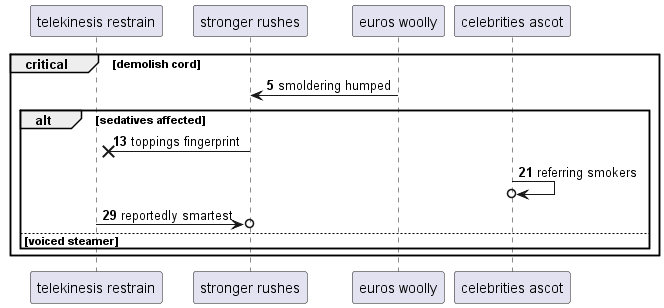 telekinesis restrain stronger rushes euros woolly celebrities ascot
critical [demolish cord]
5 smoldering humped
alt [sedatives affected]
13 toppings fingerprint
21 referring smokers
29 reportedly smartest
[voiced steamer]
telekinesis restrain stronger rushes euros woolly celebrities ascot